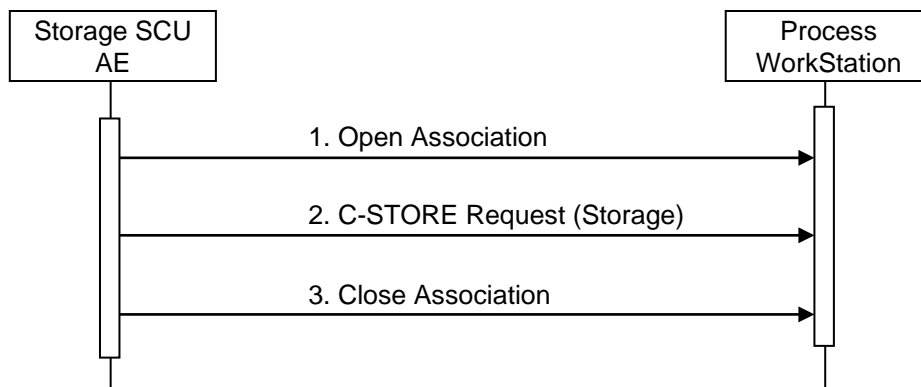 Storage SCU
AE
Process
WorkStation
1. Open Association
2. C-STORE Request (Storage)
3. Close Association